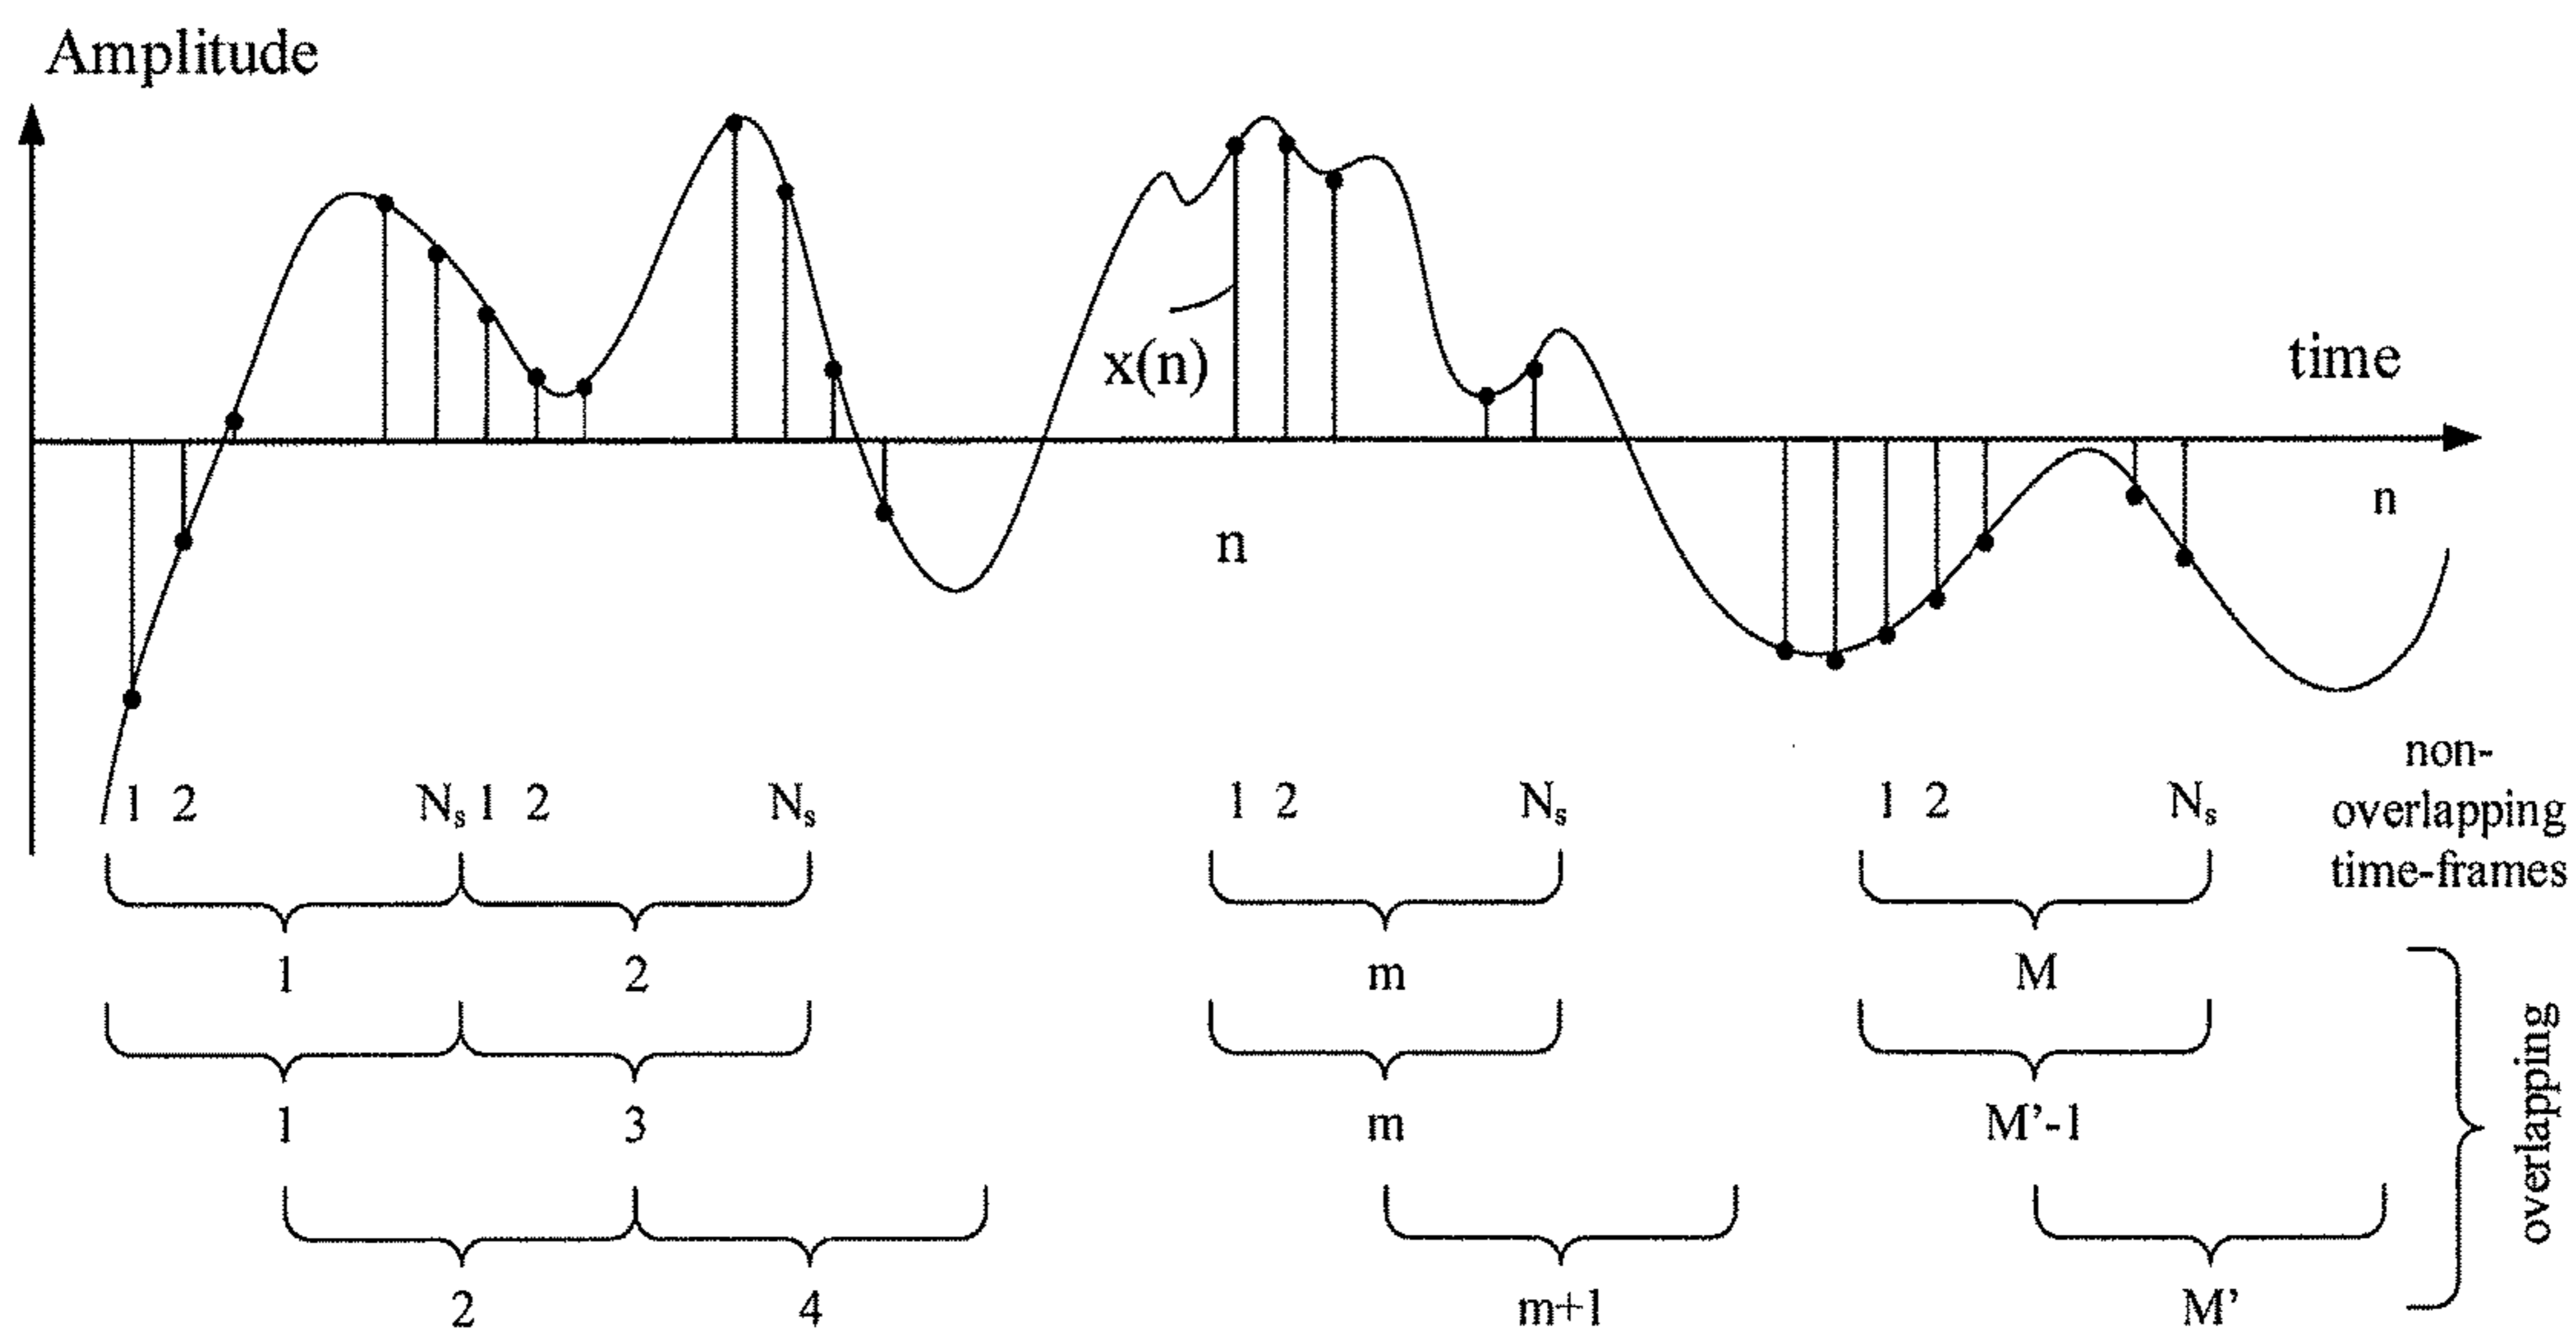 Amplitude
x(n)
time
n
n
1 2 Nₛ 1 2 Nₛ 1 2 Nₛ 1 2 Nₛ
non-
overlapping
time-frames
1 2 m M
1 3 m M’-1
2 4 m+1 M’
overlapping